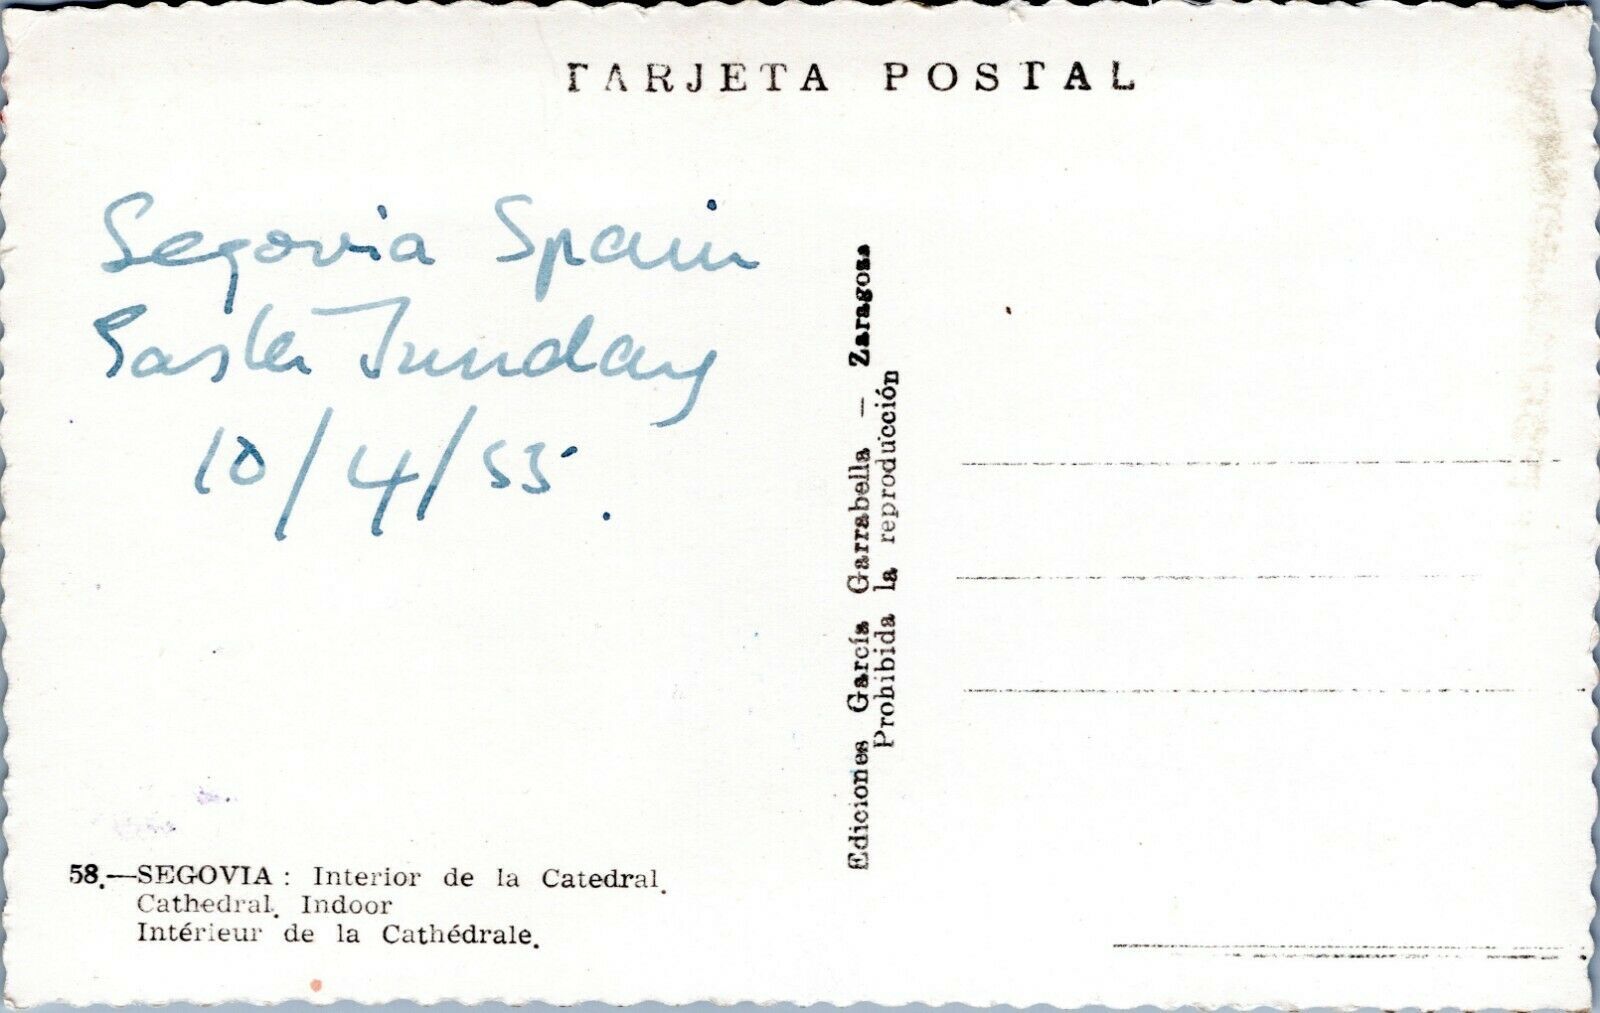 TARJETA POSTAL
Segovia Spain
Easter Sunday
10/4/55.
Ediciones García Garrabella – Zaragoza
Prohibida la reproducción
58.—SEGOVIA : Interior de la Catedral.
Cathedral. Indoor
Intérieur de la Cathédrale.